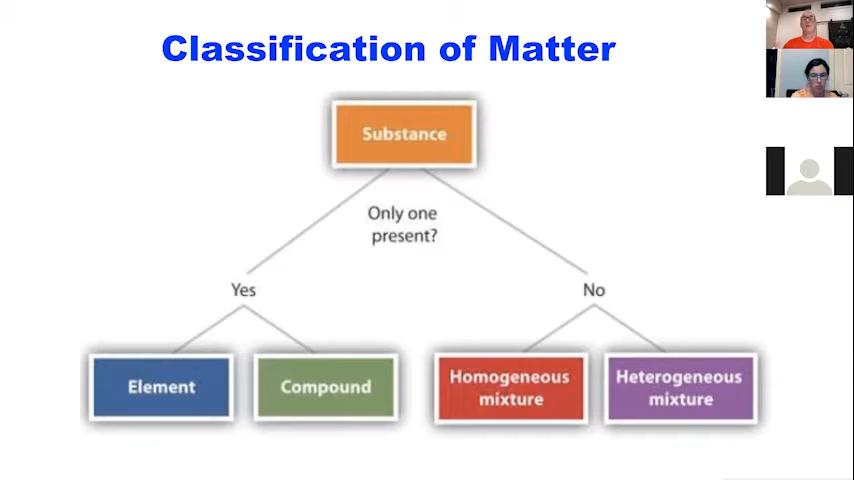 Classification of Matter
Substance
Only one
present?
Yes
No
Element
Compound
Homogeneous
mixture
Heterogeneous
mixture